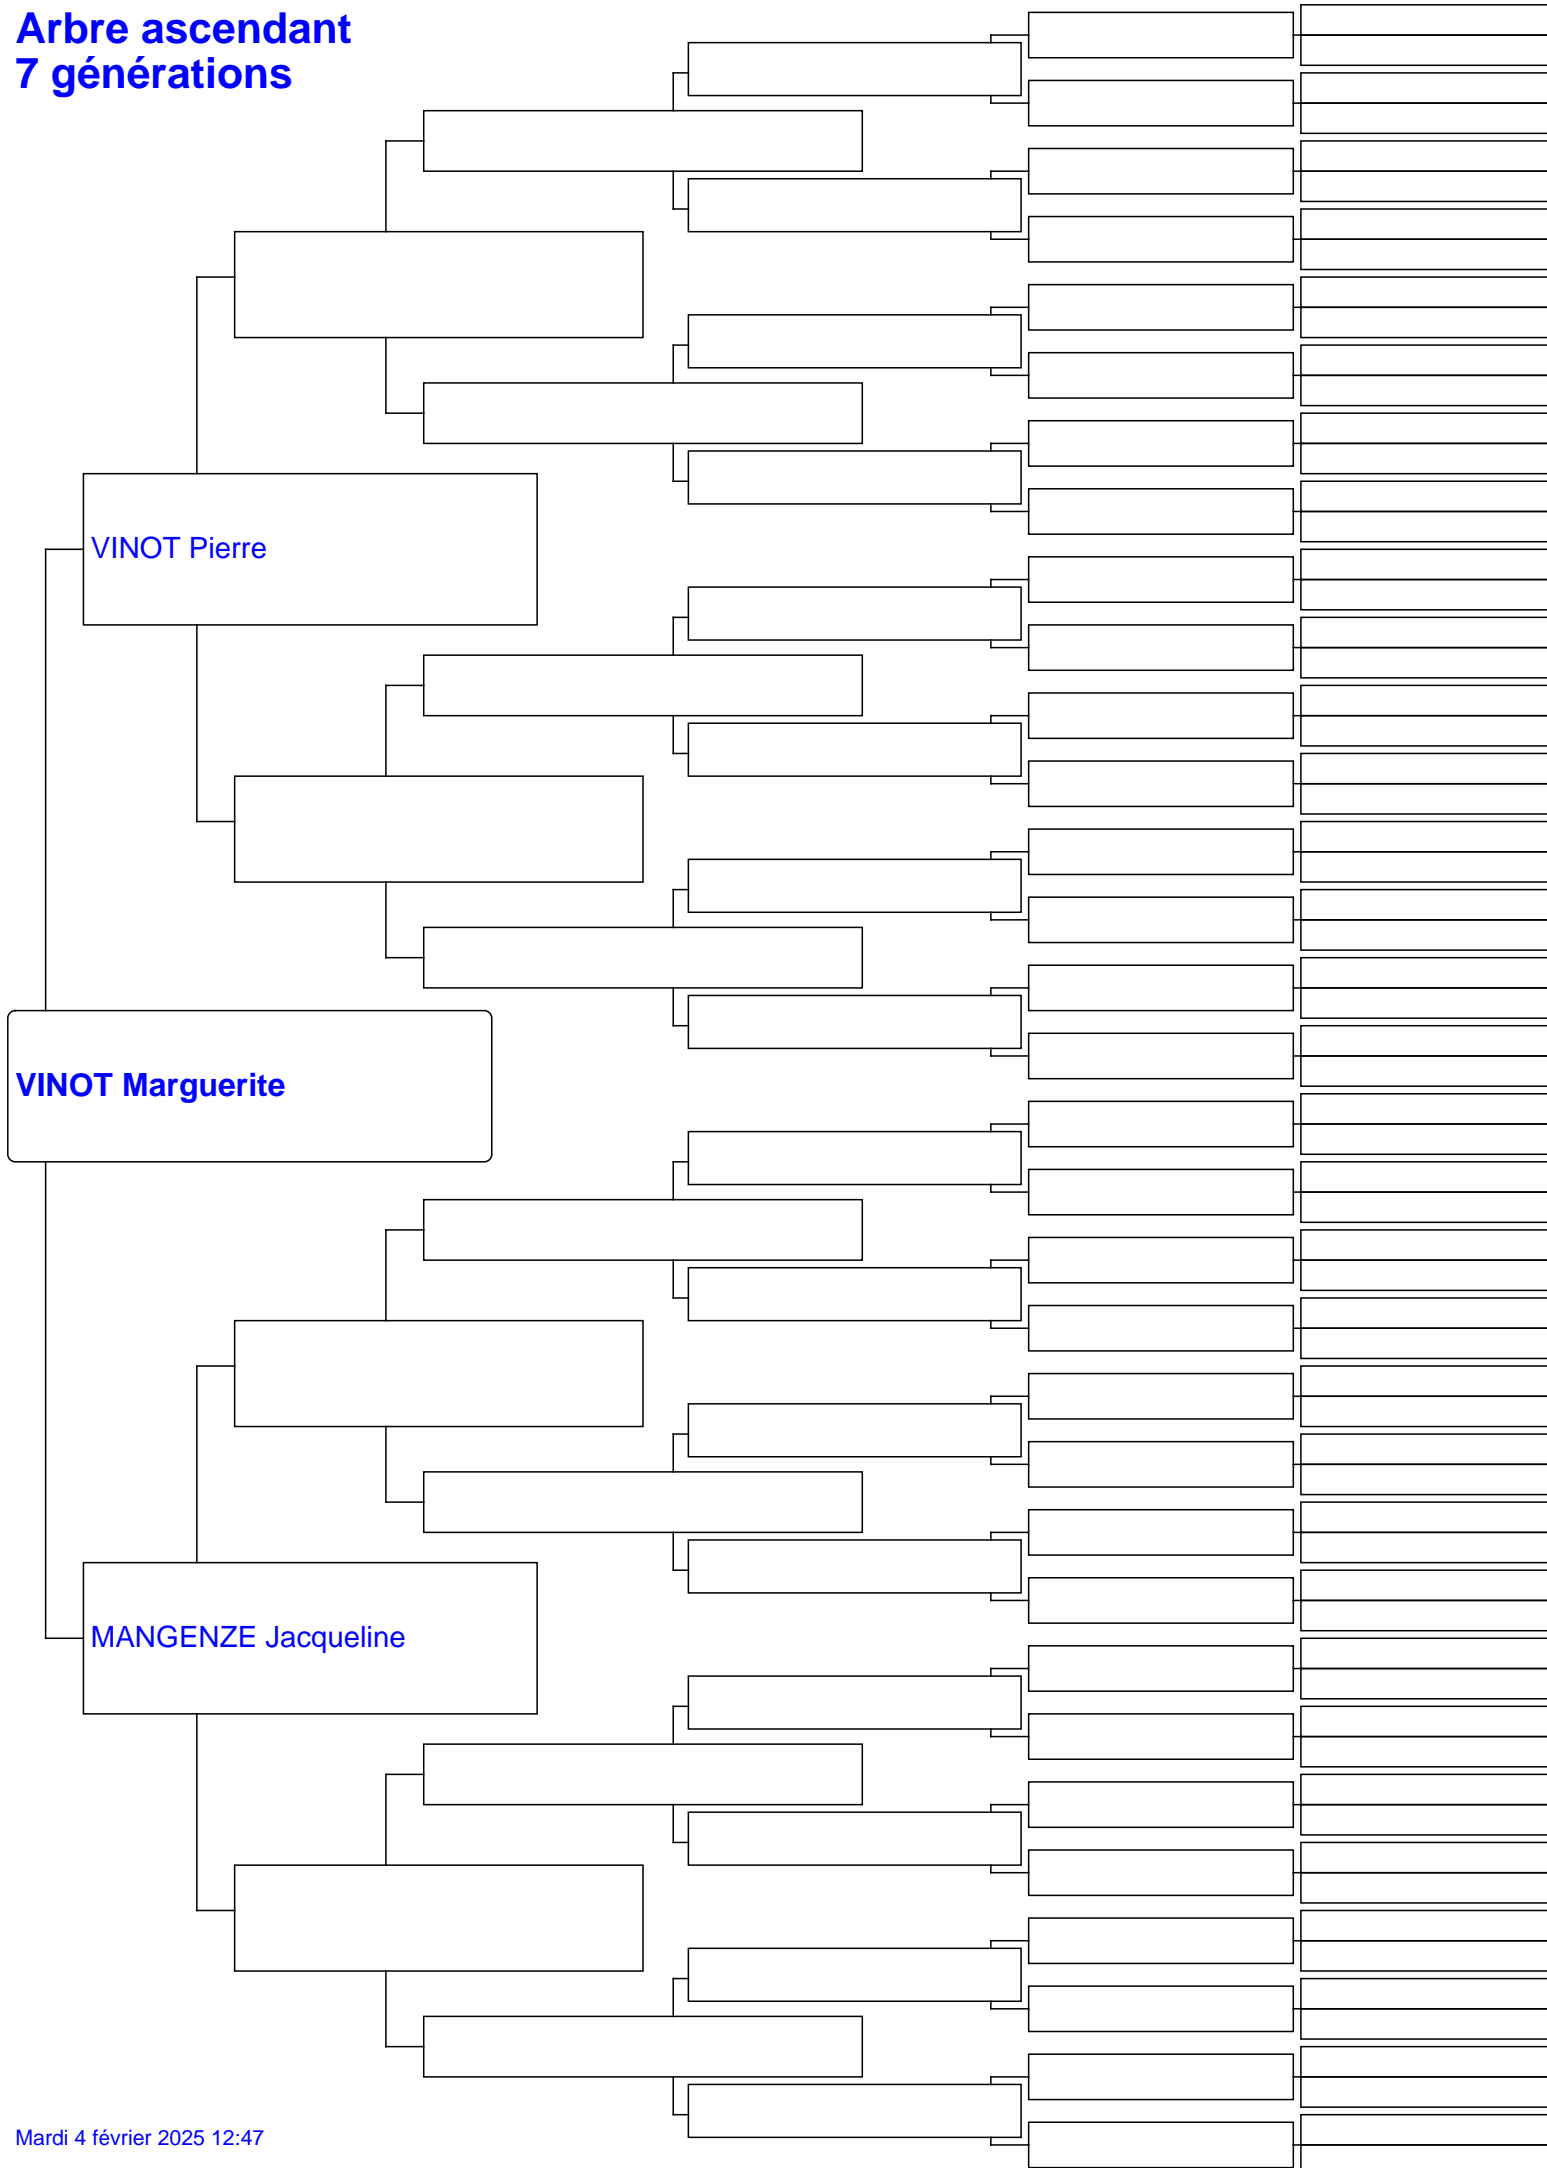 Arbre ascendant
7 générations
VINOT Pierre
VINOT Marguerite
MANGENZE Jacqueline
Mardi 4 février 2025 12:47